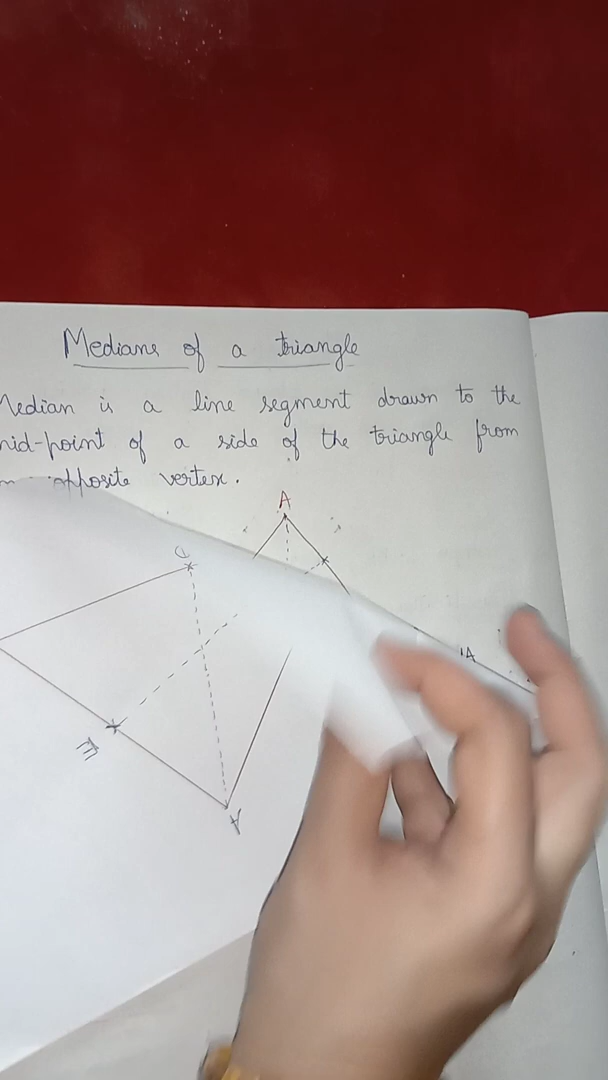 Medians of a triangle
Median is a line segment drawn to the
mid-point of a side of the triangle from
opposite vertex.
A
A
D
E
A